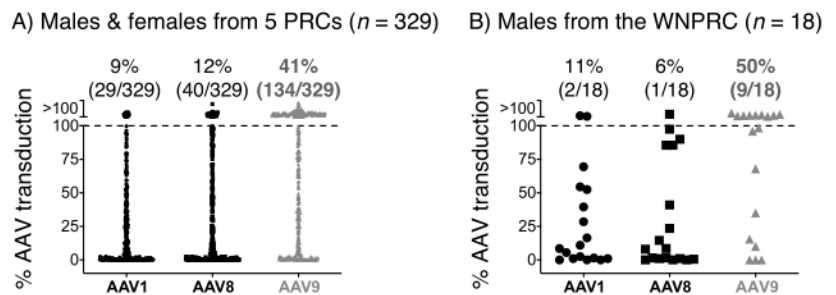 A) Males & females from 5 PRCs (n = 329)
9% 12% 41%
(29/329) (40/329) (134/329)
% AAV transduction
>100
100
75
50
25
0
AAV1 AAV8 AAV9
B) Males from the WNPRC (n = 18)
11% 6% 50%
(2/18) (1/18) (9/18)
% AAV transduction
>100
100
75
50
25
0
AAV1 AAV8 AAV9